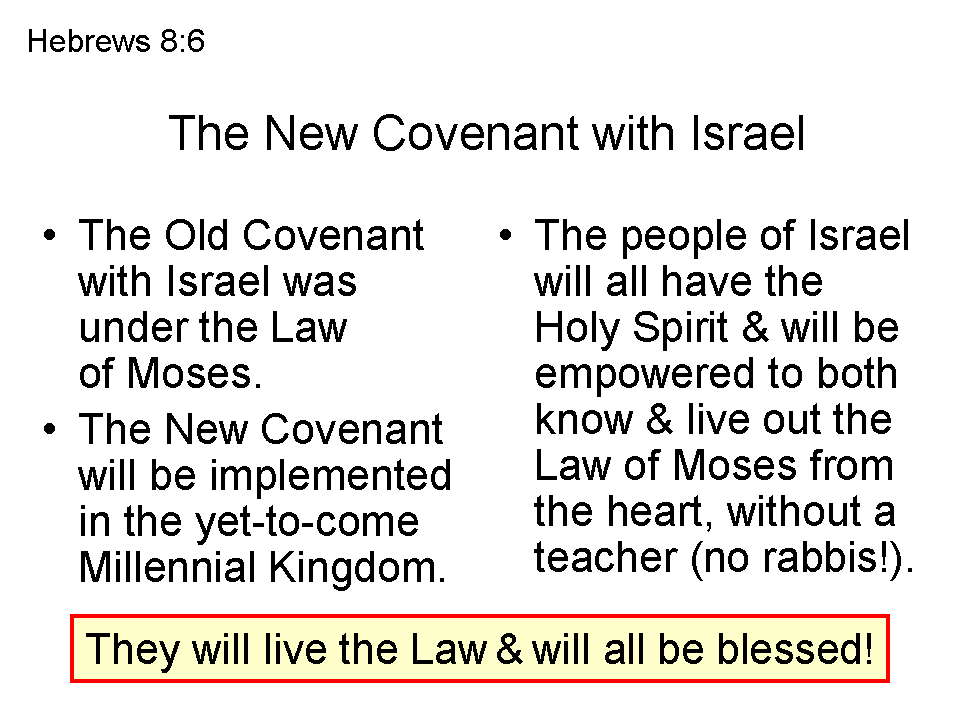 Hebrews 8:6
The New Covenant with Israel
• The Old Covenant
with Israel was
under the Law
of Moses.
• The New Covenant
will be implemented
in the yet-to-come
Millennial Kingdom.
• The people of Israel
will all have the
Holy Spirit & will be
empowered to both
know & live out the
Law of Moses from
the heart, without a
teacher (no rabbis!).
They will live the Law & will all be blessed!